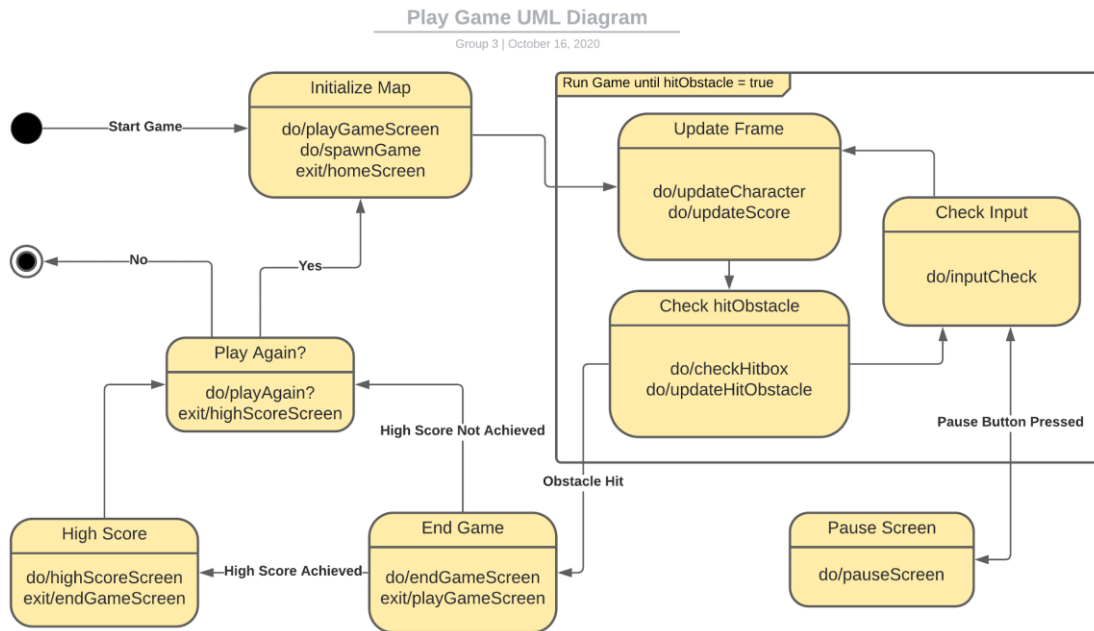 Play Game UML Diagram
Group 3 | October 16, 2020
Initialize Map
do/playGameScreen
do/spawnGame
exit/homeScreen
Start Game
Run Game until hitObstacle = true
Update Frame
do/updateCharacter
do/updateScore
Check Input
do/inputCheck
No
Yes
Check hitObstacle
do/checkHitbox
do/updateHitObstacle
Play Again?
do/playAgain?
exit/highScoreScreen
High Score Not Achieved
Pause Button Pressed
Obstacle Hit
High Score
do/highScoreScreen
exit/endGameScreen
High Score Achieved
End Game
do/endGameScreen
exit/playGameScreen
Pause Screen
do/pauseScreen